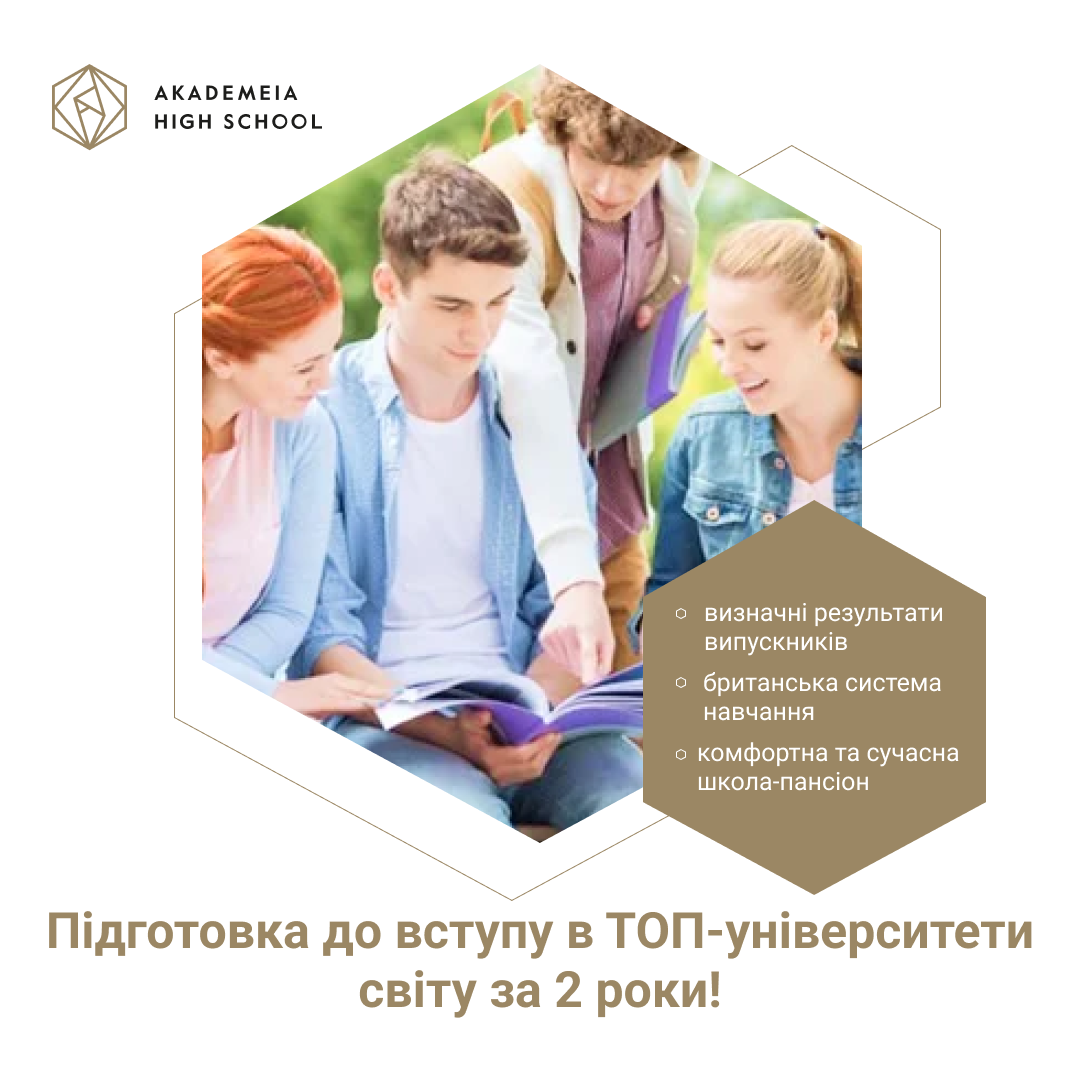 AKADEMEIA
HIGH SCHOOL
визначні результати
випускників
британська система
навчання
комфортна та сучасна
школа-пансіон
Підготовка до вступу в ТОП-університети
світу за 2 роки!